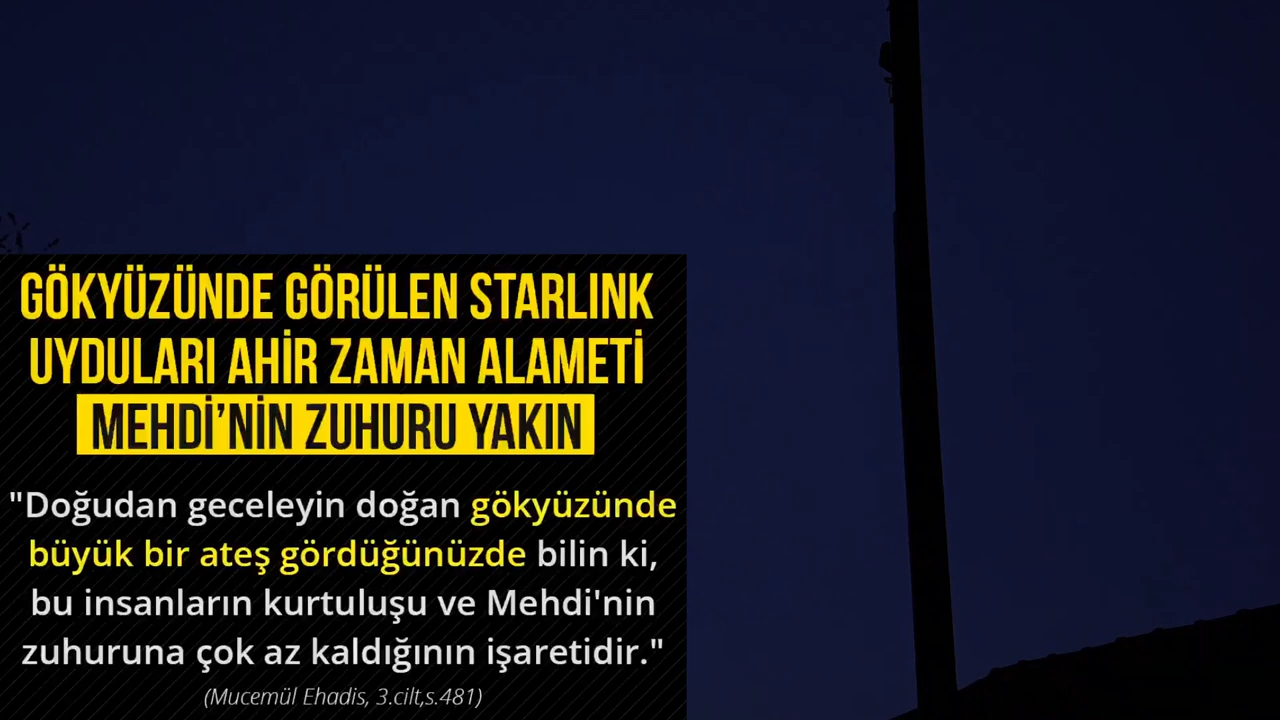 GÖKYÜZÜNDE GÖRÜLEN STARLINK
UYDULARI AHİR ZAMAN ALAMETİ
MEHDİ'NİN ZUHURU YAKIN
"Doğudan geceleyin doğan gökyüzünde
büyük bir ateş gördüğünüzde bilin ki,
bu insanların kurtuluşu ve Mehdi'nin
zuhuruna çok az kaldığının işaretidir."
(Mucemül Ehadis, 3.cilt,s.481)